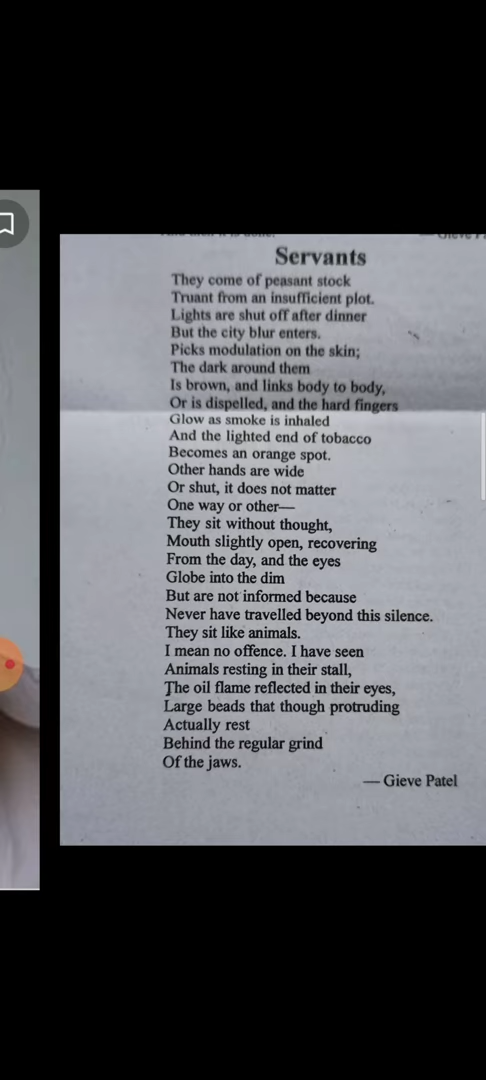 Servants
They come of peasant stock
Truant from an insufficient plot.
Lights are shut off after dinner
But the city blur enters.
Picks modulation on the skin;
The dark around them
Is brown, and links body to body,
Or is dispelled, and the hard fingers
Glow as smoke is inhaled
And the lighted end of tobacco
Becomes an orange spot.
Other hands are wide
Or shut, it does not matter
One way or other—
They sit without thought,
Mouth slightly open, recovering
From the day, and the eyes
Globe into the dim
But are not informed because
Never have travelled beyond this silence.
They sit like animals.
I mean no offence. I have seen
Animals resting in their stall,
The oil flame reflected in their eyes,
Large beads that though protruding
Actually rest
Behind the regular grind
Of the jaws.
— Gieve Patel